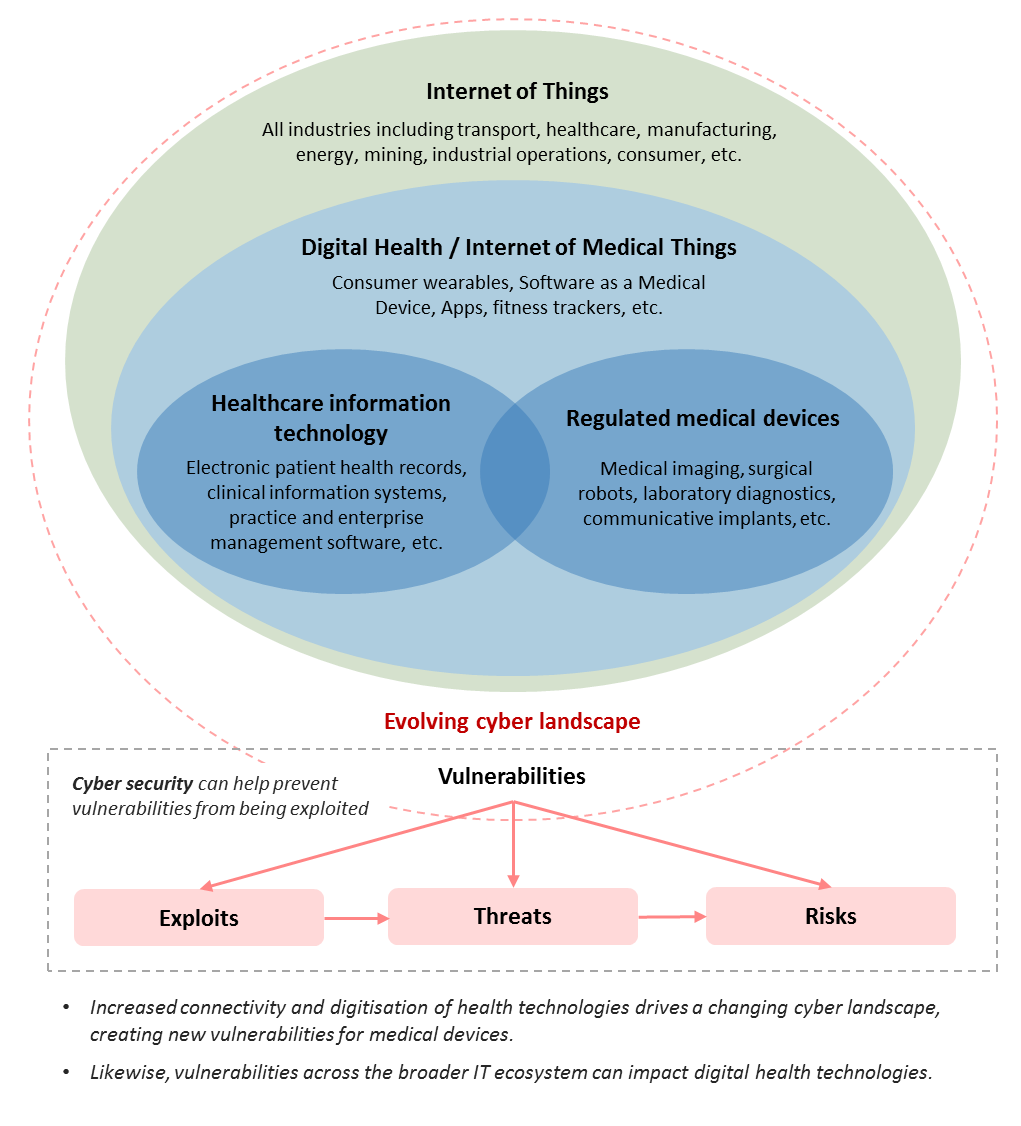 Internet of Things
All industries including transport, healthcare, manufacturing,
energy, mining, industrial operations, consumer, etc.
Digital Health / Internet of Medical Things
Consumer wearables, Software as a Medical
Device, Apps, fitness trackers, etc.
Healthcare information
technology
Electronic patient health records,
clinical information systems,
practice and enterprise
management software, etc.
Regulated medical devices
Medical imaging, surgical
robots, laboratory diagnostics,
communicative implants, etc.
Evolving cyber landscape
Vulnerabilities
Cyber security can help prevent
vulnerabilities from being exploited
Exploits
Threats
Risks
• Increased connectivity and digitisation of health technologies drives a changing cyber landscape,
creating new vulnerabilities for medical devices.
• Likewise, vulnerabilities across the broader IT ecosystem can impact digital health technologies.